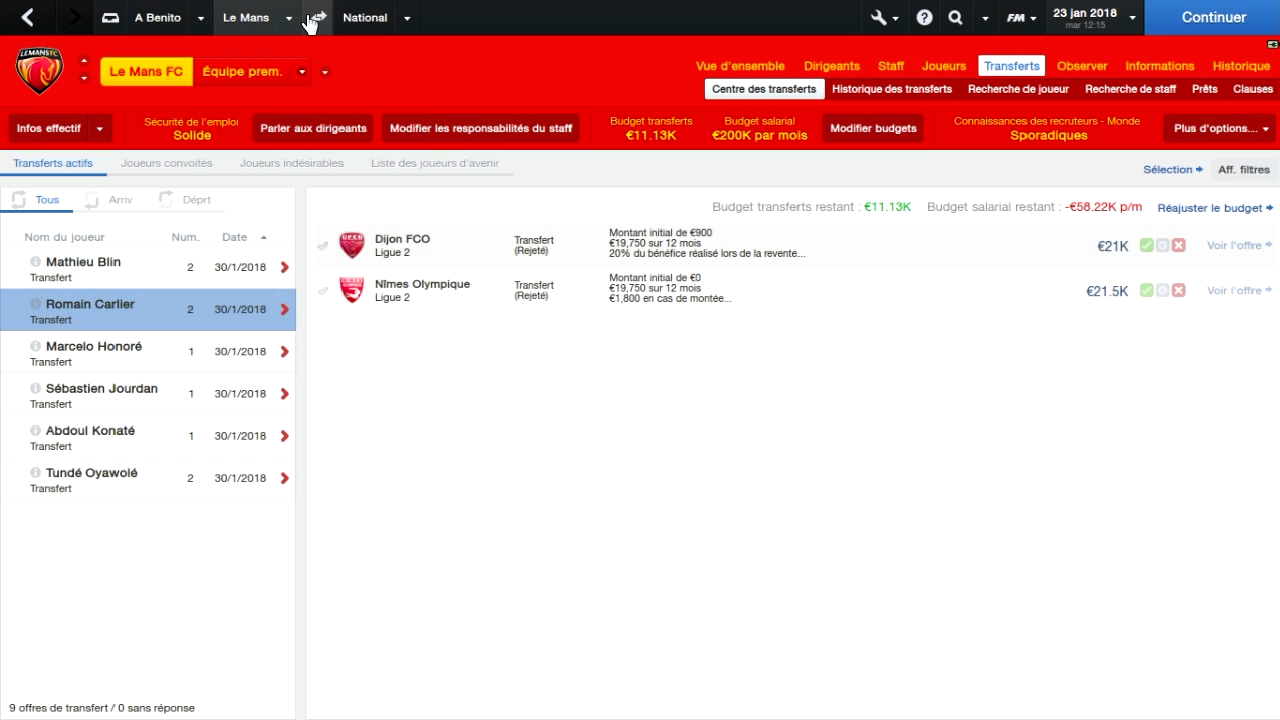 A Benito Le Mans National FM 23 jan 2018 Continuer
mar 12:15
LE MANS FC
Le Mans FC Équipe prem.
Vue d'ensemble Dirigeants Staff Joueurs Transferts Observer Informations Historique
Centre des transferts Historique des transferts Recherche de joueur Recherche de staff Prêts Clauses
Infos effectif Sécurité de l'emploi Parler aux dirigeants Modifier les responsabilités du staff Budget transferts Budget salarial Modifier budgets Connaissances des recruteurs - Monde Plus d'options....
Solide €11.13K €200K par mois Sporadiques
Transferts actifs Joueurs convoités Joueurs indésirables Liste des joueurs d'avenir
Sélection Aff. filtres
Tous Arriv Déprt
Budget transferts restant : €11.13K Budget salarial restant : -€58.22K p/m Réajuster le budget
Nom du joueur Num. Date
Mathieu Blin 2 30/1/2018
Transfert
Romain Carlier 2 30/1/2018
Transfert
Marcelo Honoré 1 30/1/2018
Transfert
Sébastien Jourdan 1 30/1/2018
Transfert
Abdoul Konaté 1 30/1/2018
Transfert
Tundé Oyawolé 2 30/1/2018
Transfert
Dijon FCO
Ligue 2
Transfert
(Rejeté)
Montant initial de €900
€19,750 sur 12 mois
20% du bénéfice réalisé lors de la revente...
€21K Voir l'offre
Nîmes Olympique
Ligue 2
Transfert
(Rejeté)
Montant initial de €0
€19,750 sur 12 mois
€1,800 en cas de montée...
€21.5K Voir l'offre
9 offres de transfert / 0 sans réponse